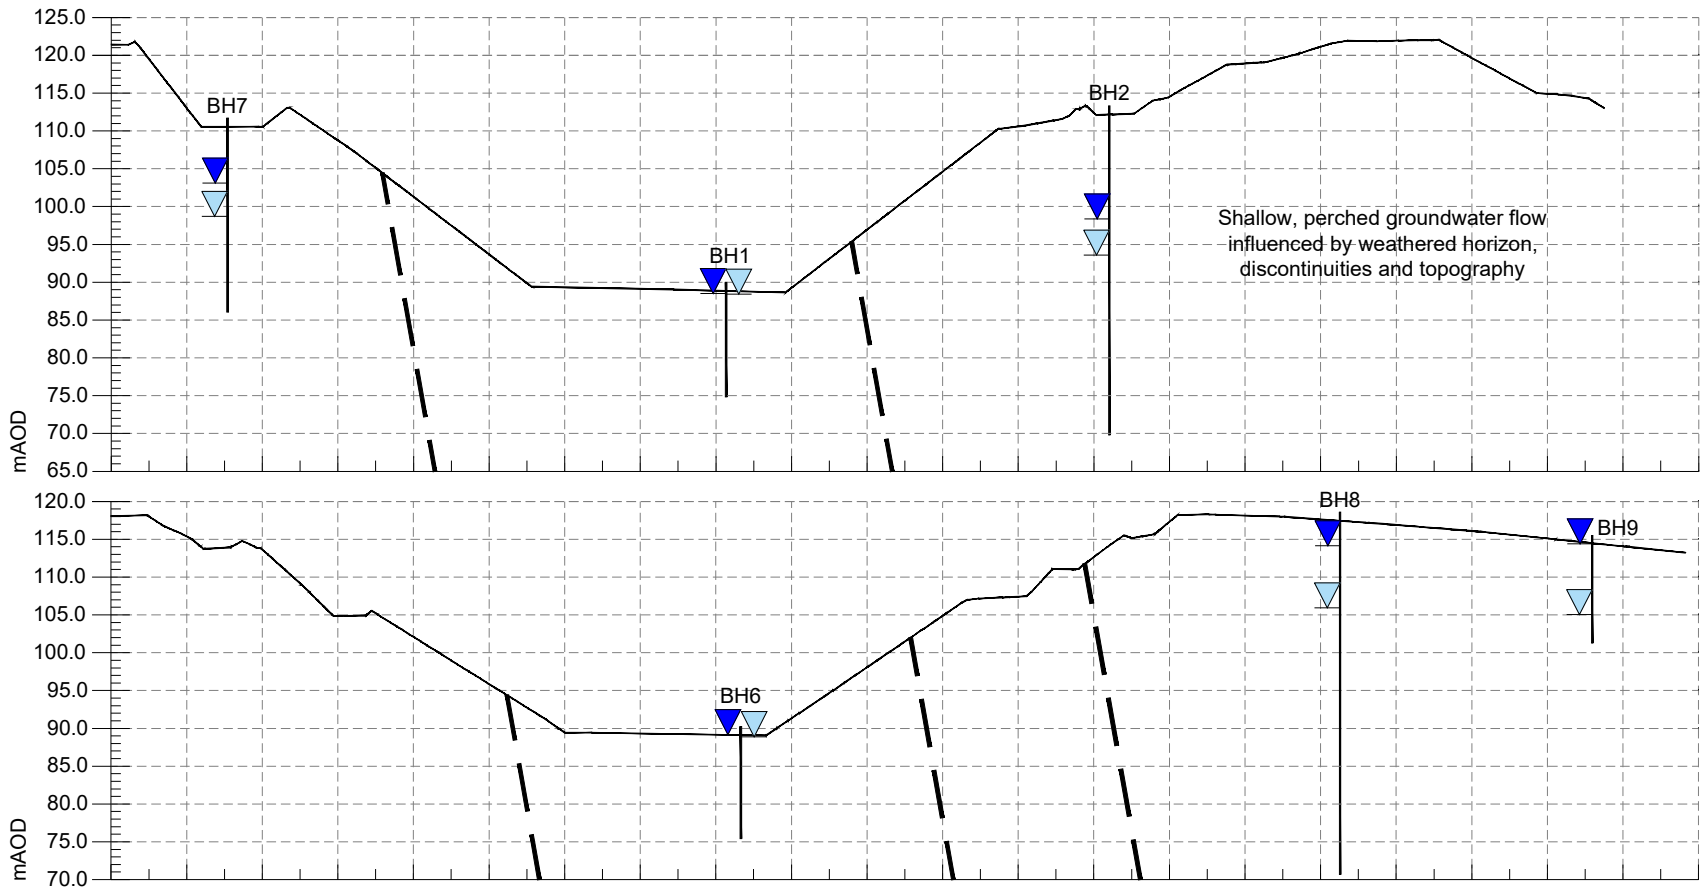 125.0
120.0
115.0
110.0
105.0
100.0
95.0
90.0
85.0
80.0
75.0
70.0
65.0
mAOD
BH7
BH1
BH2
Shallow, perched groundwater flow
influenced by weathered horizon,
discontinuities and topography
120.0
115.0
110.0
105.0
100.0
95.0
90.0
85.0
80.0
75.0
70.0
mAOD
BH6
BH8
BH9